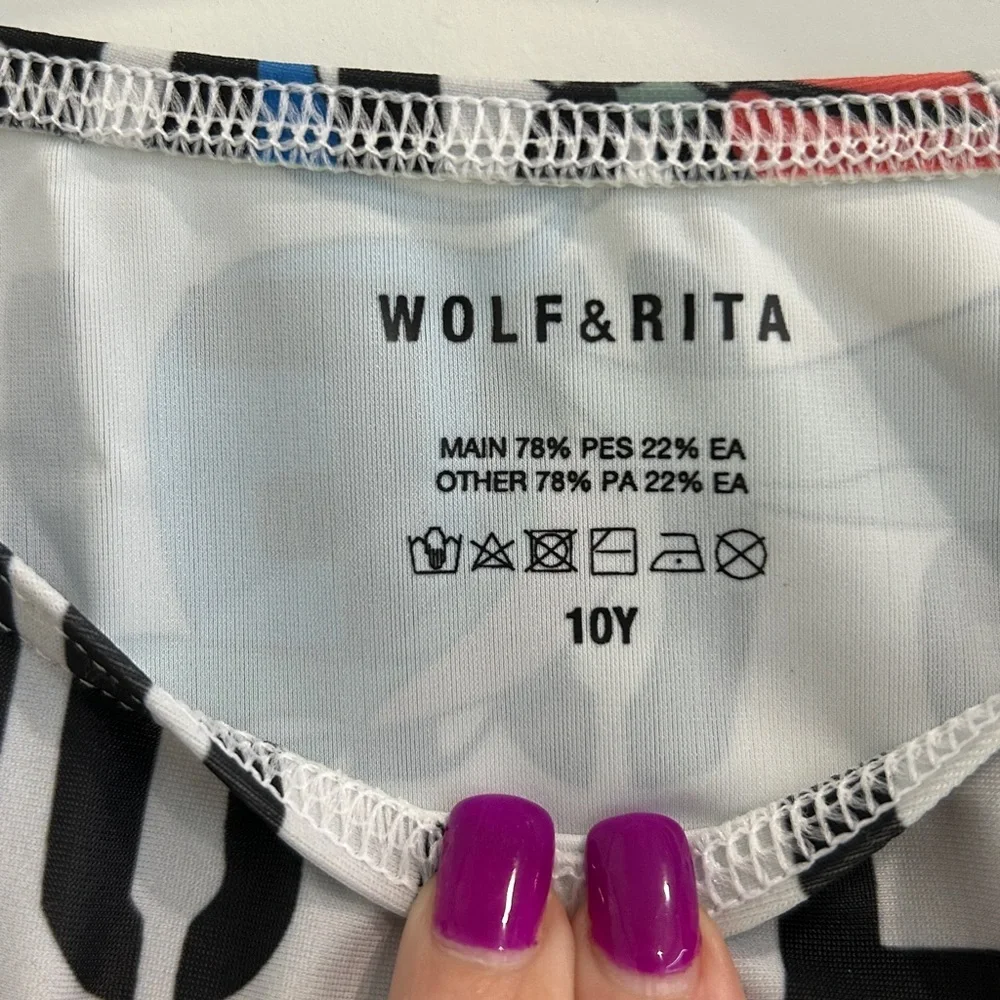 WOLF&RITA
MAIN 78% PES 22% EA
OTHER 78% PA 22% EA
10Y